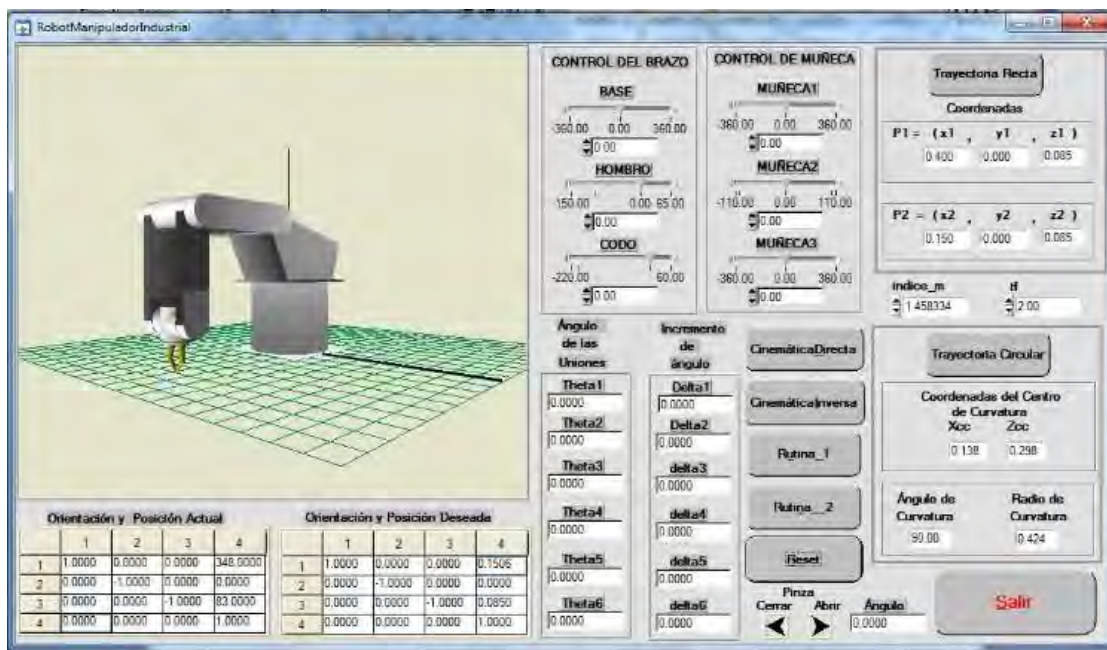 RobotManipuladorIndustrial
CONTROL DEL BRAZO
BASE
-360.00 0.00 360.00
0.00
HOMBRO
-150.00 0.00 65.00
0.00
CODO
-220.00 60.00
0.00
CONTROL DE MUÑECA
MUÑECA1
-360.00 0.00 360.00
0.00
MUÑECA2
-110.00 0.00 110.00
0.00
MUÑECA3
-360.00 0.00 360.00
0.00
Trayectoria Recta
Coordenadas
P1 = (x1 , y1 , z1 )
0.400 0.000 0.085
P2 = (x2 , y2 , z2 )
0.150 -0.000 0.085
indice_m tf
1.458334 2.00
Ángulo de las Uniones
Theta1
0.0000
Theta2
0.0000
Theta3
0.0000
Theta4
0.0000
Theta5
0.0000
Theta6
0.0000
Incremento de ángulo
Delta1
0.0000
Delta2
0.0000
delta3
0.0000
delta4
0.0000
delta5
0.0000
delta6
0.0000
CinemáticaDirecta
CinemáticaInversa
Rutina_1
Rutina_2
Reset
Pinza
Cerrar Abrir Ángulo
0.0000
Trayectoria Circular
Coordenadas del Centro
de Curvatura
Xcc Zcc
0.138 0.298
Ángulo de Curvatura
90.00
Radio de Curvatura
0.424
Salir
Orientación y Posición Actual
1 2 3 4
1 1.0000 0.0000 0.0000 348.0000
2 0.0000 -1.0000 0.0000 0.0000
3 0.0000 0.0000 -1.0000 83.0000
4 0.0000 0.0000 0.0000 1.0000
Orientación y Posición Deseada
1 2 3 4
1 1.0000 0.0000 0.0000 0.1506
2 0.0000 -1.0000 0.0000 0.0000
3 0.0000 0.0000 -1.0000 0.0850
4 0.0000 0.0000 0.0000 1.0000